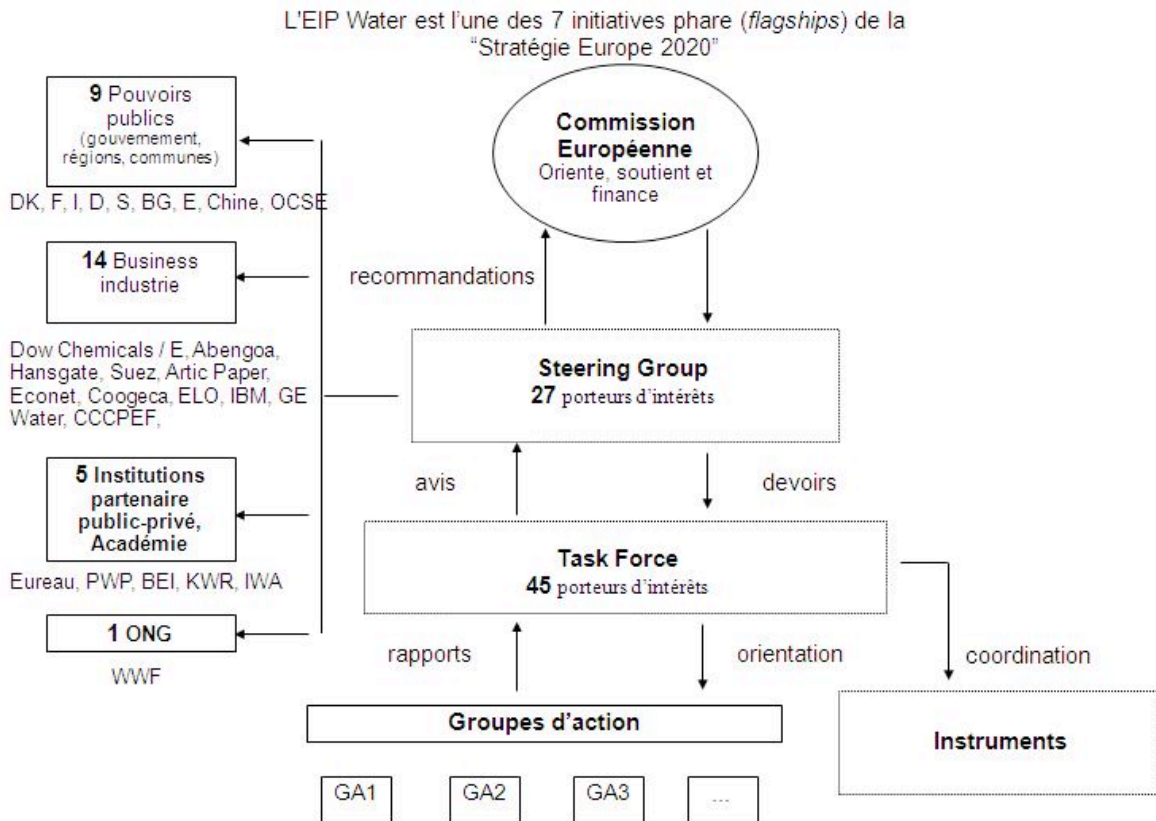 L'EIP Water est l'une des 7 initiatives phare (flagships) de la
“Stratégie Europe 2020”
9 Pouvoirs
publics
(gouvernement,
régions, communes)
DK, F, I, D, S, BG, E, Chine, OCSE
14 Business
industrie
Dow Chemicals / E, Abengoa,
Hansgate, Suez, Artic Paper,
Econet, Coogeca, ELO, IBM, GE
Water, CCCPEF,
5 Institutions
partenaire
public-privé,
Académie
Eureau, PWP, BEI, KWR, IWA
1 ONG
WWF
Commission
Européenne
Oriente, soutient et
finance
recommandations
Steering Group
27 porteurs d'intérêts
avis
devoirs
Task Force
45 porteurs d'intérêts
rapports
orientation
coordination
Groupes d'action
Instruments
GA1
GA2
GA3
...